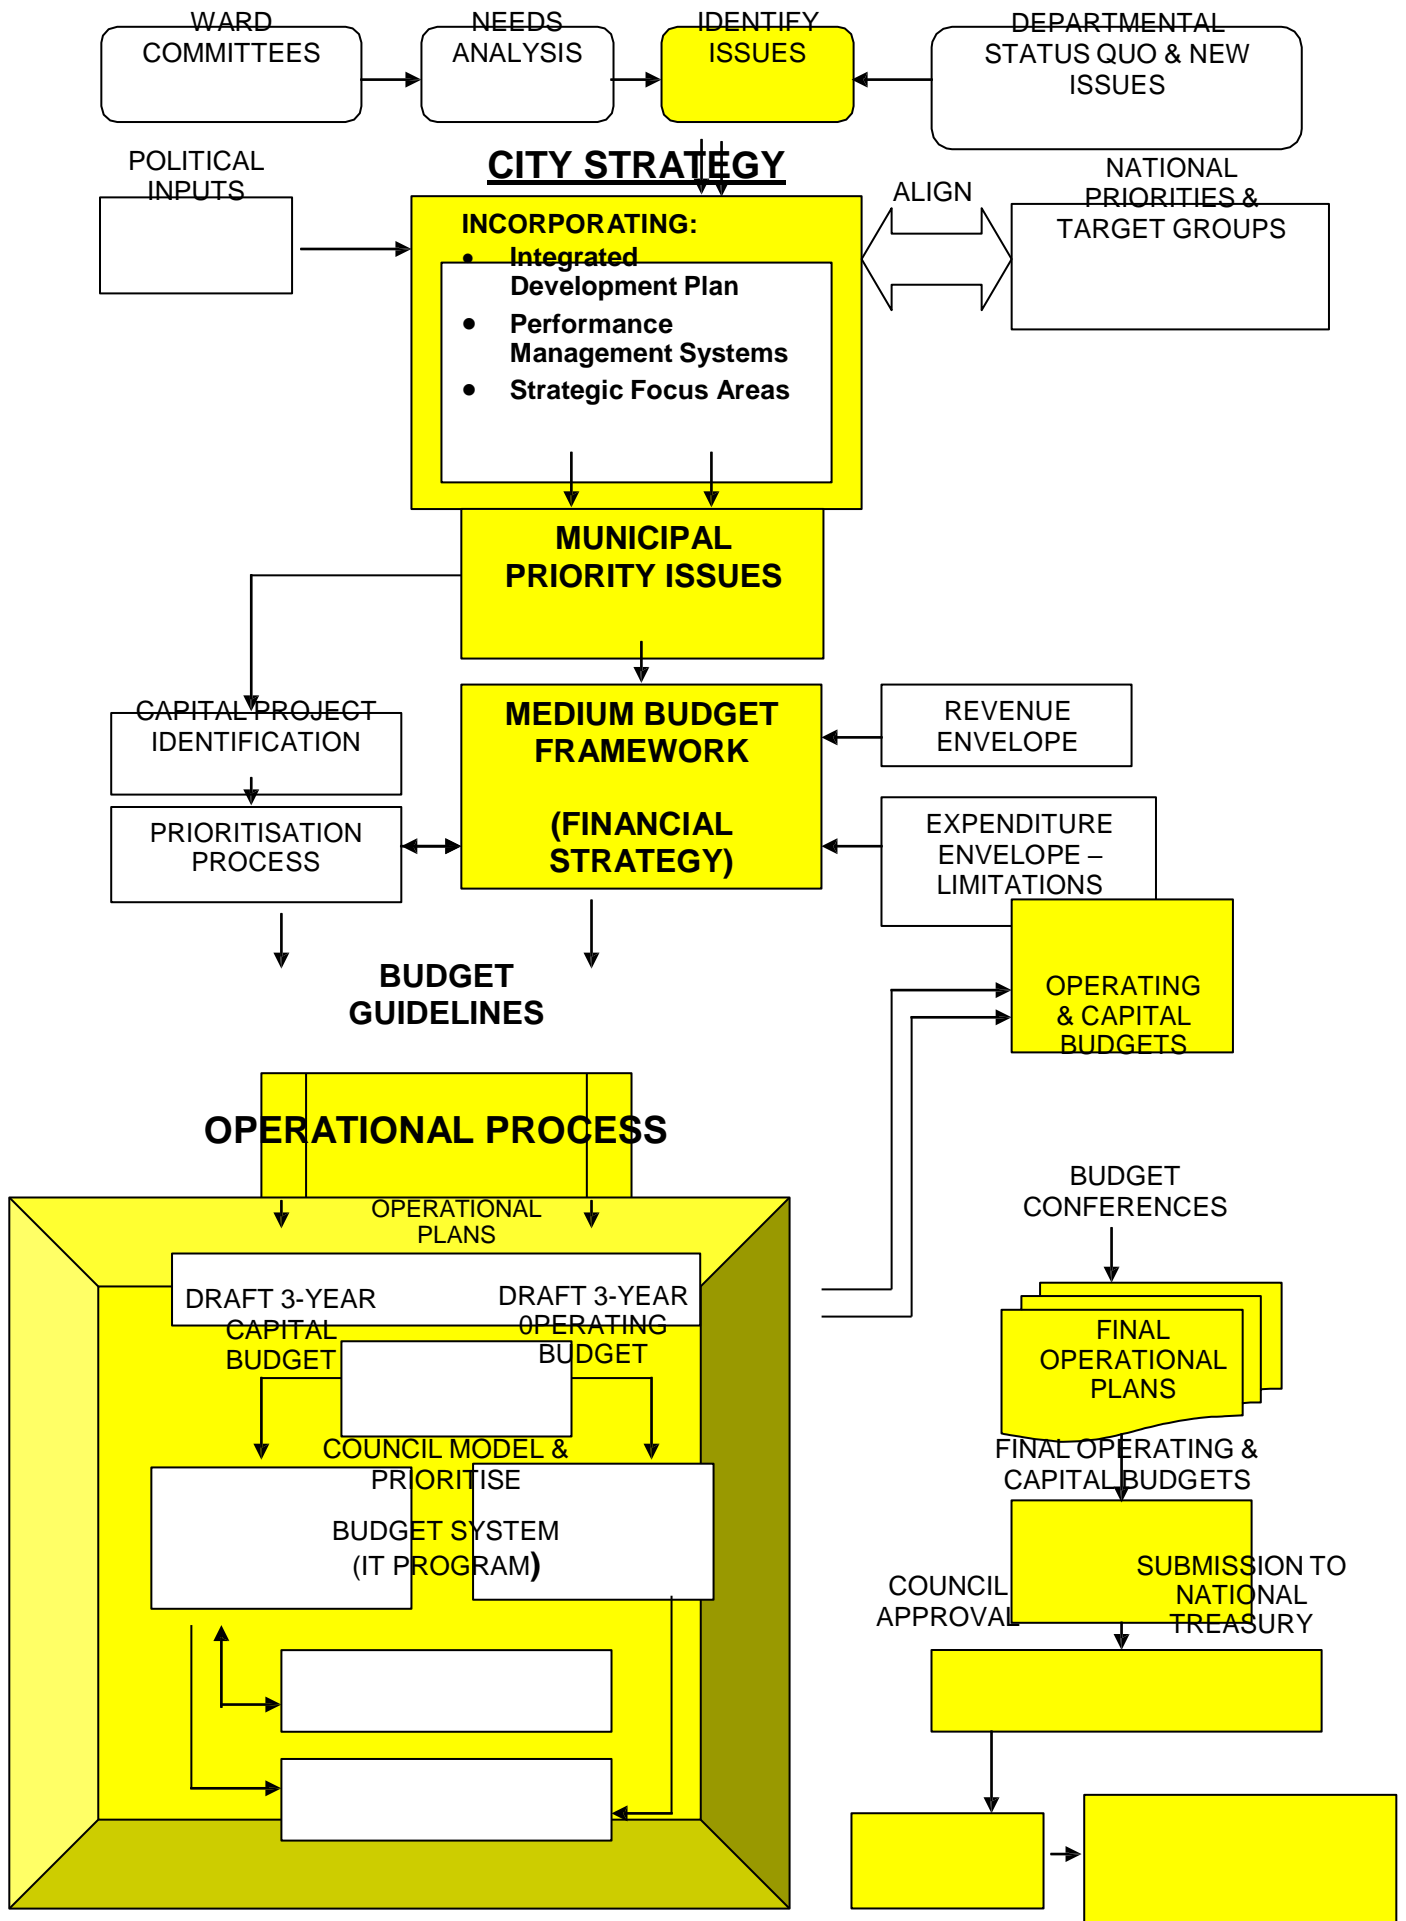 WARD
COMMITTEES
NEEDS
ANALYSIS
IDENTIFY
ISSUES
DEPARTMENTAL
STATUS QUO & NEW
ISSUES
POLITICAL
INPUTS
CITY STRATEGY
ALIGN
NATIONAL
PRIORITIES &
TARGET GROUPS
INCORPORATING:
• Integrated
Development Plan
• Performance
Management Systems
• Strategic Focus Areas
MUNICIPAL
PRIORITY ISSUES
CAPITAL PROJECT
IDENTIFICATION
MEDIUM BUDGET
FRAMEWORK
(FINANCIAL
STRATEGY)
REVENUE
ENVELOPE
PRIORITISATION
PROCESS
EXPENDITURE
ENVELOPE –
LIMITATIONS
BUDGET
GUIDELINES
OPERATING
& CAPITAL
BUDGETS
OPERATIONAL PROCESS
OPERATIONAL
PLANS
DRAFT 3-YEAR
CAPITAL
BUDGET
DRAFT 3-YEAR
0PERATING
BUDGET
COUNCIL MODEL &
PRIORITISE
BUDGET SYSTEM
(IT PROGRAM)
BUDGET
CONFERENCES
FINAL
OPERATIONAL
PLANS
FINAL OPERATING &
CAPITAL BUDGETS
COUNCIL
APPROVAL
SUBMISSION TO
NATIONAL
TREASURY